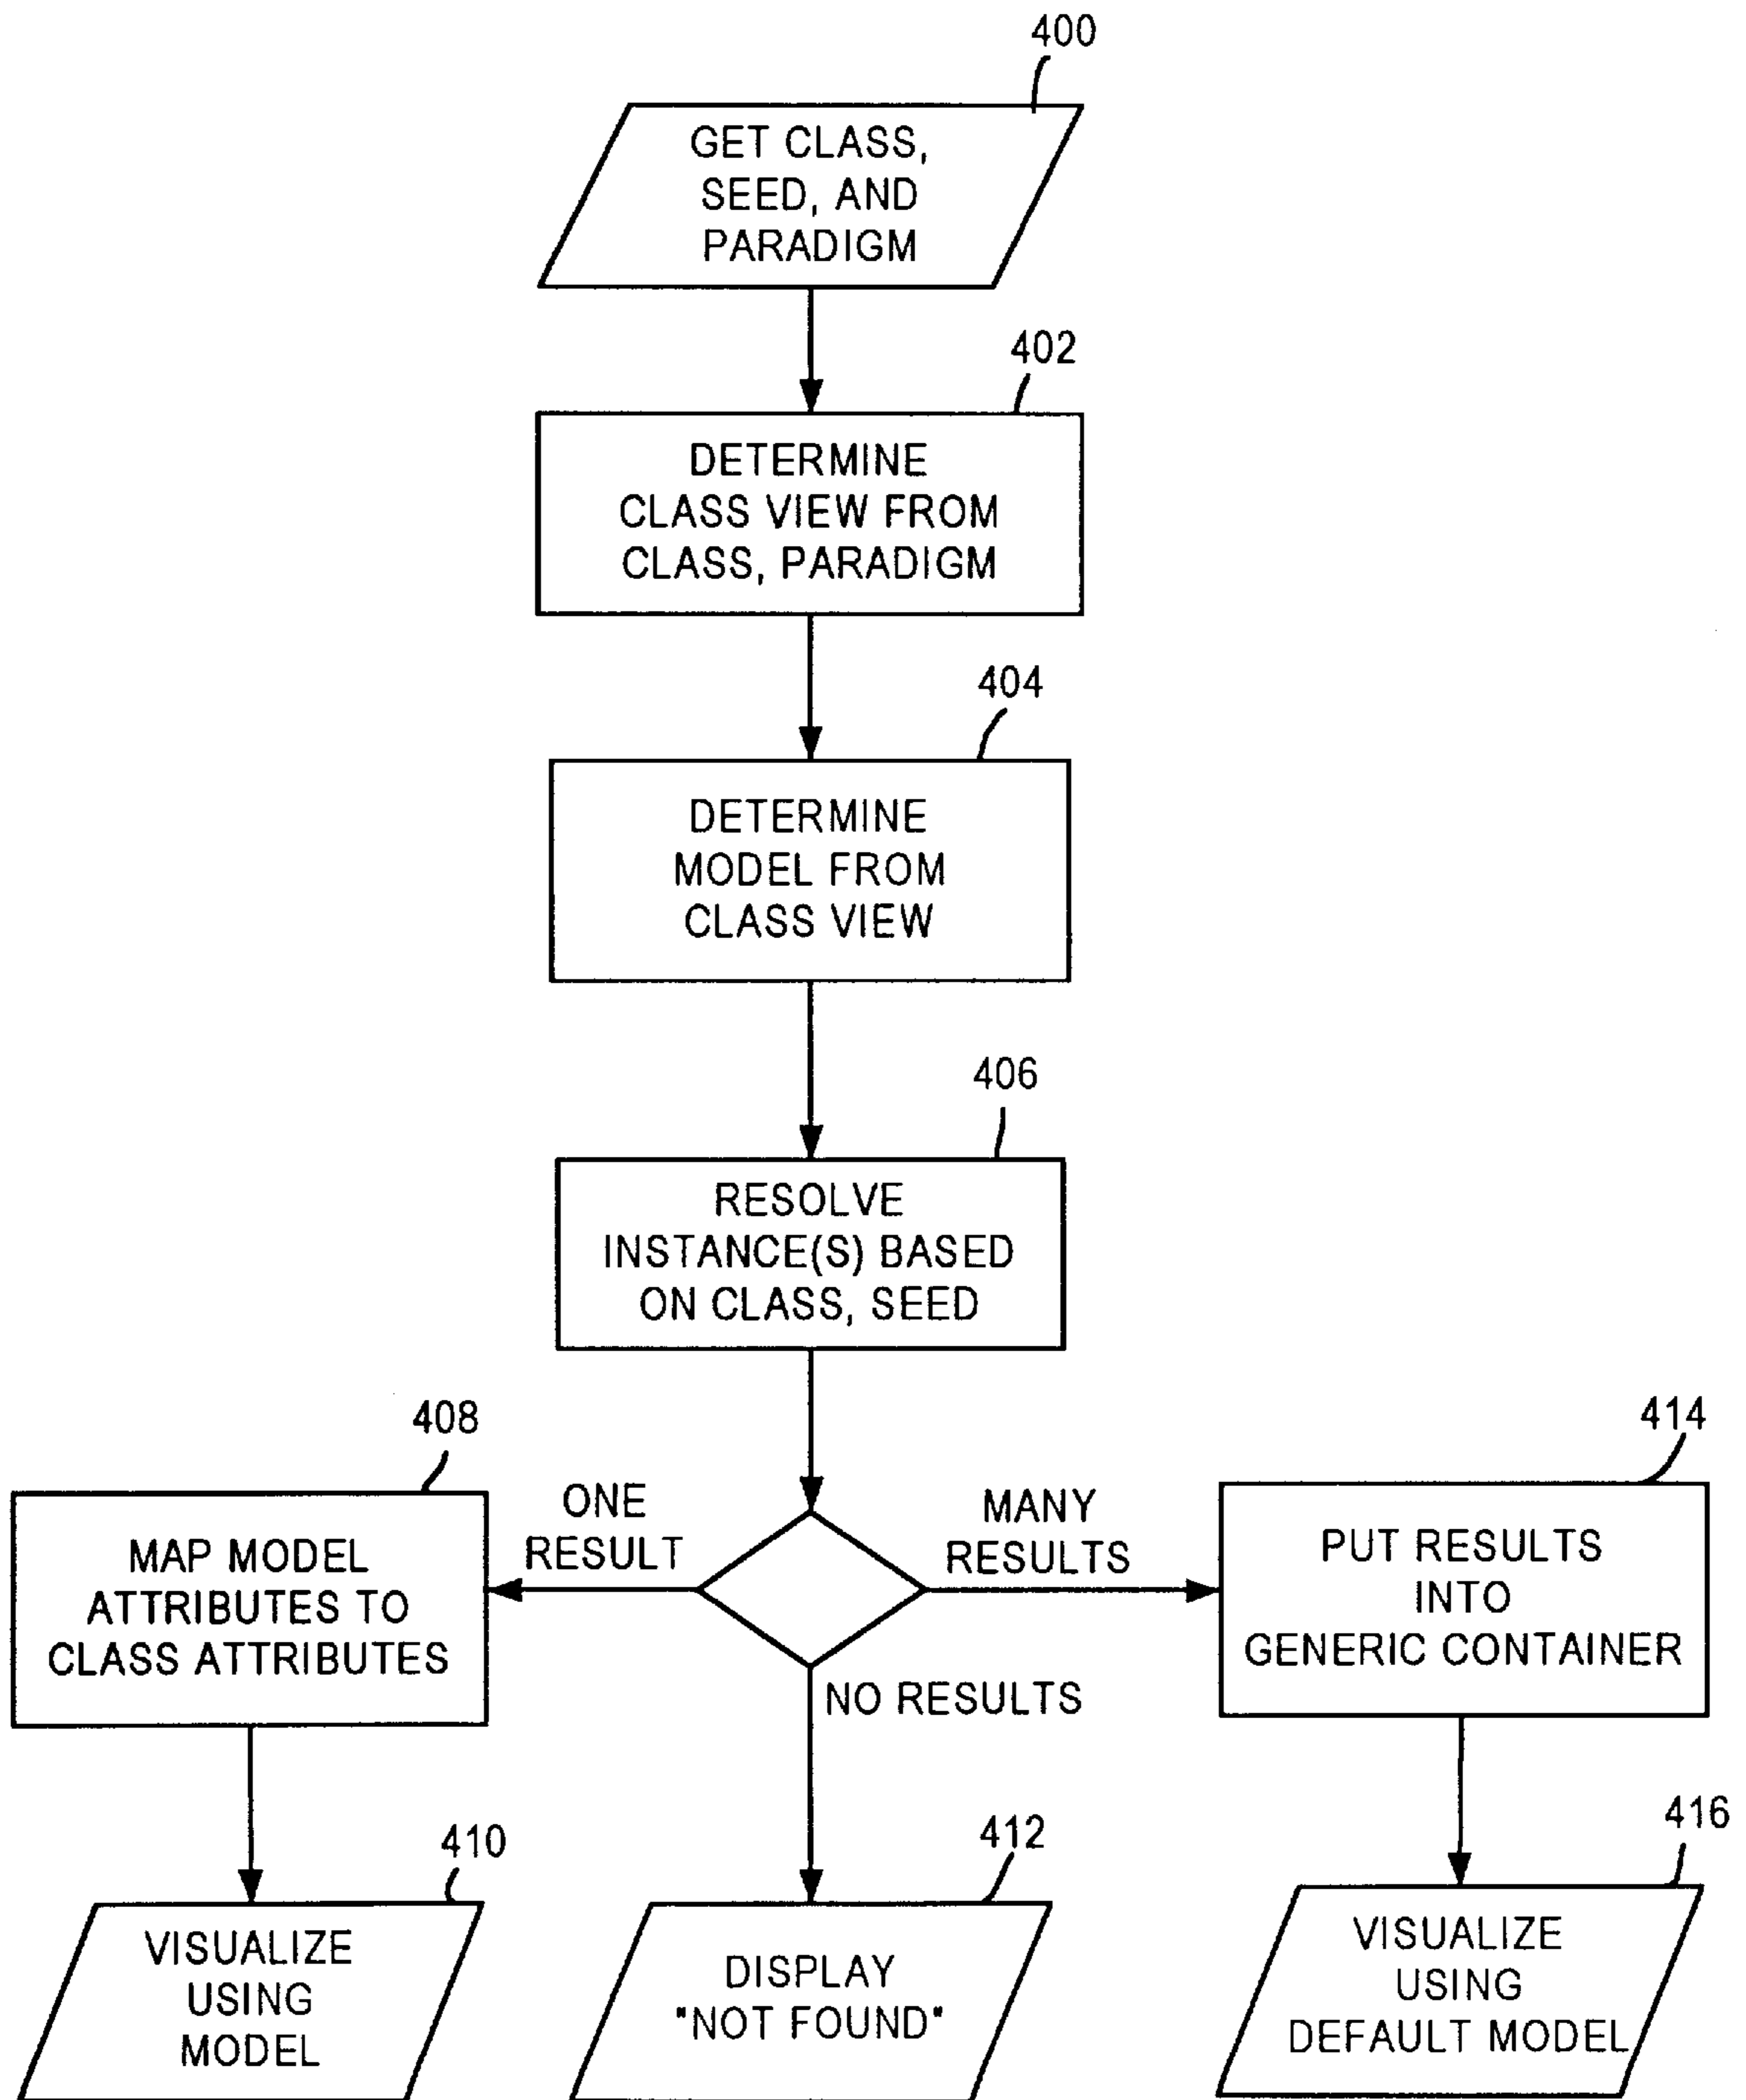 400
GET CLASS,
SEED, AND
PARADIGM
402
DETERMINE
CLASS VIEW FROM
CLASS, PARADIGM
404
DETERMINE
MODEL FROM
CLASS VIEW
406
RESOLVE
INSTANCE(S) BASED
ON CLASS, SEED
408
MAP MODEL
ATTRIBUTES TO
CLASS ATTRIBUTES
ONE
RESULT
MANY
RESULTS
NO RESULTS
414
PUT RESULTS
INTO
GENERIC CONTAINER
410
VISUALIZE
USING
MODEL
412
DISPLAY
"NOT FOUND"
416
VISUALIZE
USING
DEFAULT MODEL